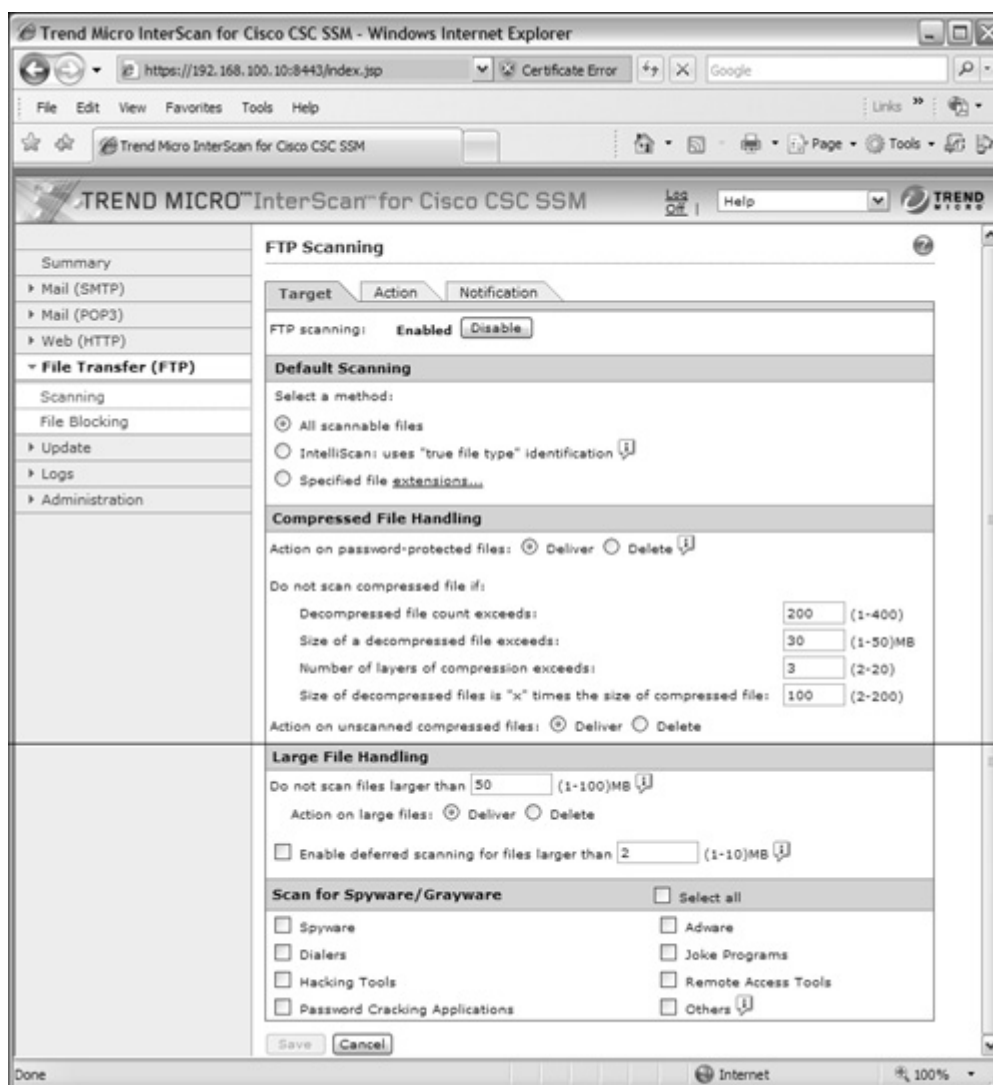 Trend Micro InterScan for Cisco CSC SSM - Windows Internet Explorer
https://192.168.100.10:8443/index.jsp Certificate Error Google
File Edit View Favorites Tools Help Links »
Trend Micro InterScan for Cisco CSC SSM Page Tools
TREND MICRO™ InterScan™ for Cisco CSC SSM Log Off | Help TREND MICRO
Summary
Mail (SMTP)
Mail (POP3)
Web (HTTP)
File Transfer (FTP)
Scanning
File Blocking
Update
Logs
Administration
FTP Scanning
Target Action Notification
FTP scanning: Enabled Disable
Default Scanning
Select a method:
All scannable files
IntelliScan: uses "true file type" identification
Specified file extensions...
Compressed File Handling
Action on password-protected files: Deliver Delete
Do not scan compressed file if:
Decompressed file count exceeds: 200 (1-400)
Size of a decompressed file exceeds: 30 (1-50)MB
Number of layers of compression exceeds: 3 (2-20)
Size of decompressed files is "x" times the size of compressed file: 100 (2-200)
Action on unscanned compressed files: Deliver Delete
Large File Handling
Do not scan files larger than 50 (1-100)MB
Action on large files: Deliver Delete
Enable deferred scanning for files larger than 2 (1-10)MB
Scan for Spyware/Grayware Select all
Spyware Adware
Dialers Joke Programs
Hacking Tools Remote Access Tools
Password Cracking Applications Others
Save Cancel
Done Internet 100%